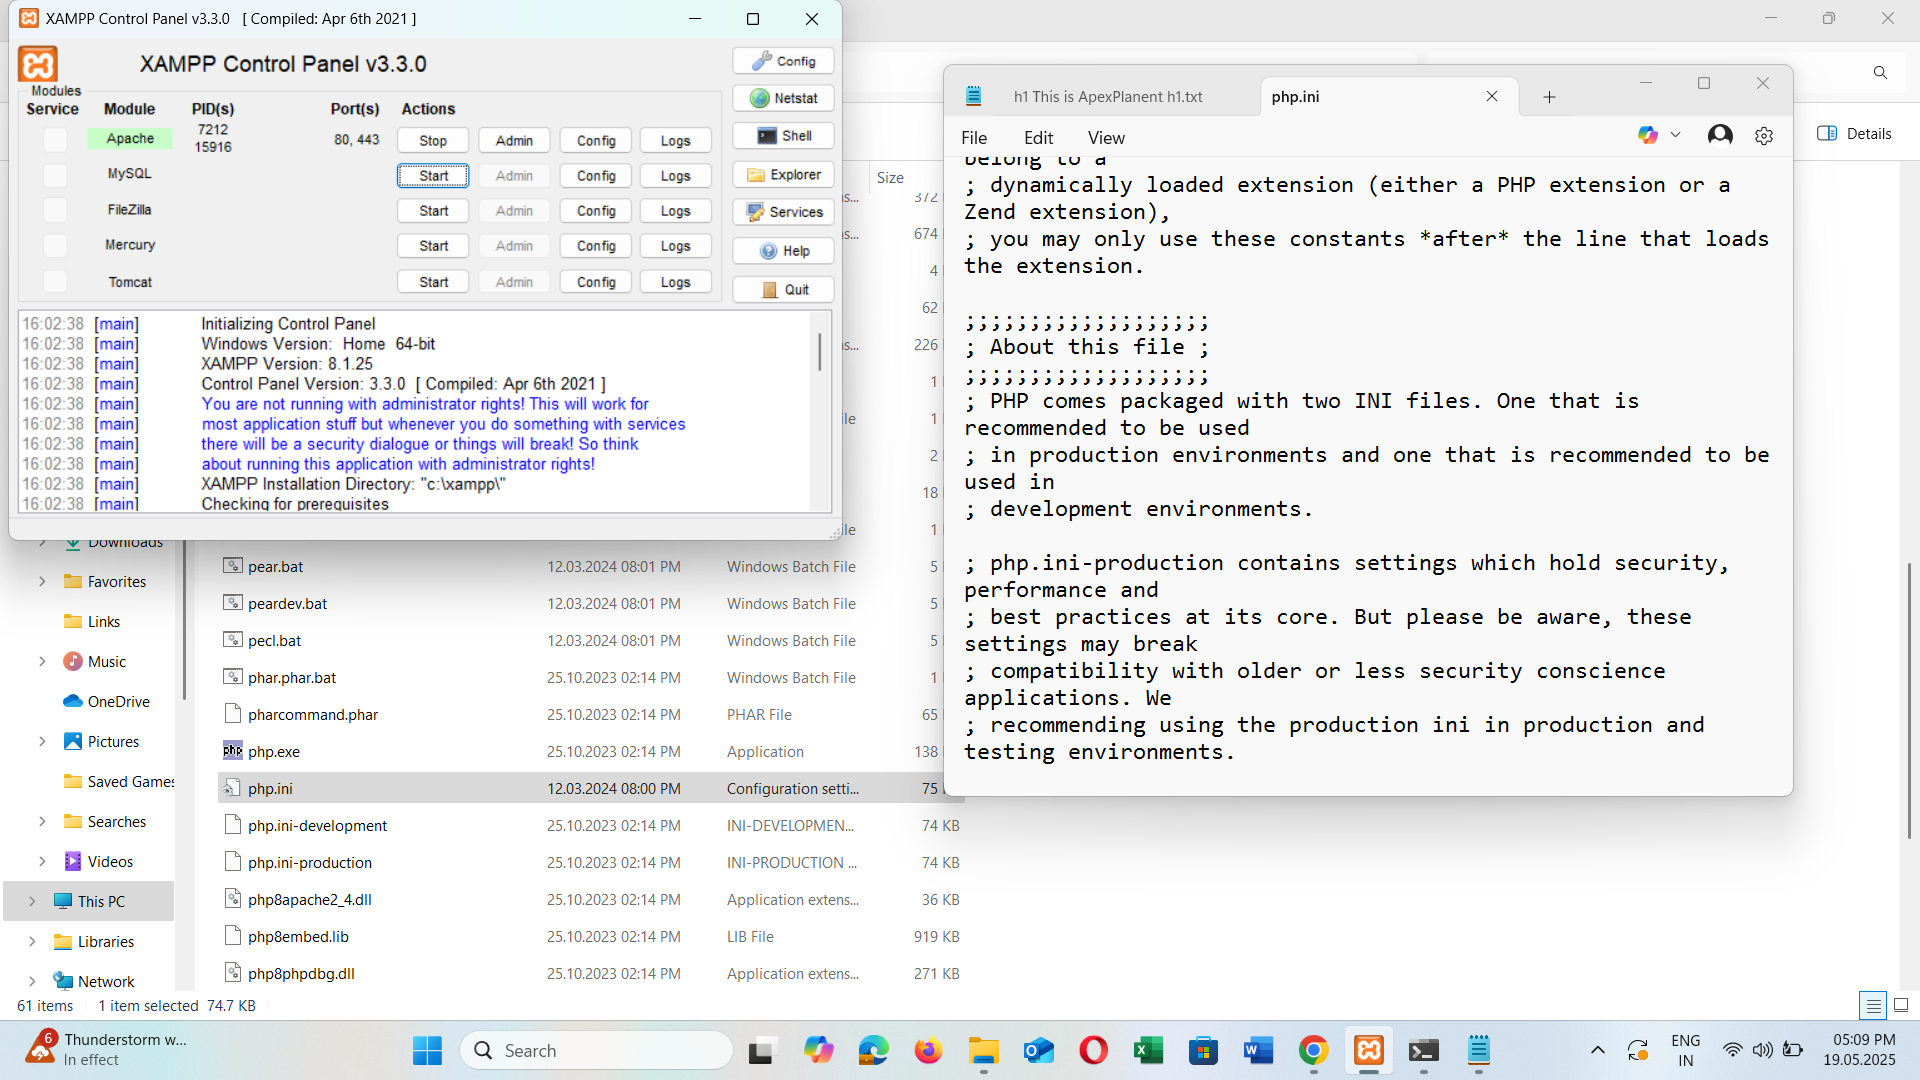 XAMPP Control Panel v3.3.0 [ Compiled: Apr 6th 2021 ]
XAMPP Control Panel v3.3.0
Config
Modules
Service Module PID(s) Port(s) Actions
Netstat
Apache 7212 15916 80, 443 Stop Admin Config Logs
Shell
MySQL Start Admin Config Logs
Explorer
FileZilla Start Admin Config Logs
Services
Mercury Start Admin Config Logs
Help
Tomcat Start Admin Config Logs
Quit
16:02:38 [main] Initializing Control Panel
16:02:38 [main] Windows Version: Home 64-bit
16:02:38 [main] XAMPP Version: 8.1.25
16:02:38 [main] Control Panel Version: 3.3.0 [ Compiled: Apr 6th 2021 ]
16:02:38 [main] You are not running with administrator rights! This will work for
16:02:38 [main] most application stuff but whenever you do something with services
16:02:38 [main] there will be a security dialogue or things will break! So think
16:02:38 [main] about running this application with administrator rights!
16:02:38 [main] XAMPP Installation Directory: "c:\xampp\"
16:02:38 [main] Checking for prerequisites
h1 This is ApexPlanent h1.txt
php.ini
File Edit View
belong to a
; dynamically loaded extension (either a PHP extension or a
Zend extension),
; you may only use these constants *after* the line that loads
the extension.
;;;;;;;;;;;;;;;;;;;
; About this file ;
;;;;;;;;;;;;;;;;;;;
; PHP comes packaged with two INI files. One that is
recommended to be used
; in production environments and one that is recommended to be
used in
; development environments.
; php.ini-production contains settings which hold security,
performance and
; best practices at its core. But please be aware, these
settings may break
; compatibility with older or less security conscience
applications. We
; recommending using the production ini in production and
testing environments.
Details
Size
372
674
4
62
226
1
1
2
18
1
Downloads
Favorites
Links
Music
OneDrive
Pictures
Saved Games
Searches
Videos
This PC
Libraries
Network
pear.bat 12.03.2024 08:01 PM Windows Batch File 5
peardev.bat 12.03.2024 08:01 PM Windows Batch File 5
pecl.bat 12.03.2024 08:01 PM Windows Batch File 5
phar.phar.bat 25.10.2023 02:14 PM Windows Batch File 1
pharcommand.phar 25.10.2023 02:14 PM PHAR File 65
php.exe 25.10.2023 02:14 PM Application 138
php.ini 12.03.2024 08:00 PM Configuration setti... 75
php.ini-development 25.10.2023 02:14 PM INI-DEVELOPMEN... 74 KB
php.ini-production 25.10.2023 02:14 PM INI-PRODUCTION ... 74 KB
php8apache2_4.dll 25.10.2023 02:14 PM Application extens... 36 KB
php8embed.lib 25.10.2023 02:14 PM LIB File 919 KB
php8phpdbg.dll 25.10.2023 02:14 PM Application extens... 271 KB
61 items 1 item selected 74.7 KB
6
Thunderstorm w...
In effect
Search
ENG
IN
05:09 PM
19.05.2025